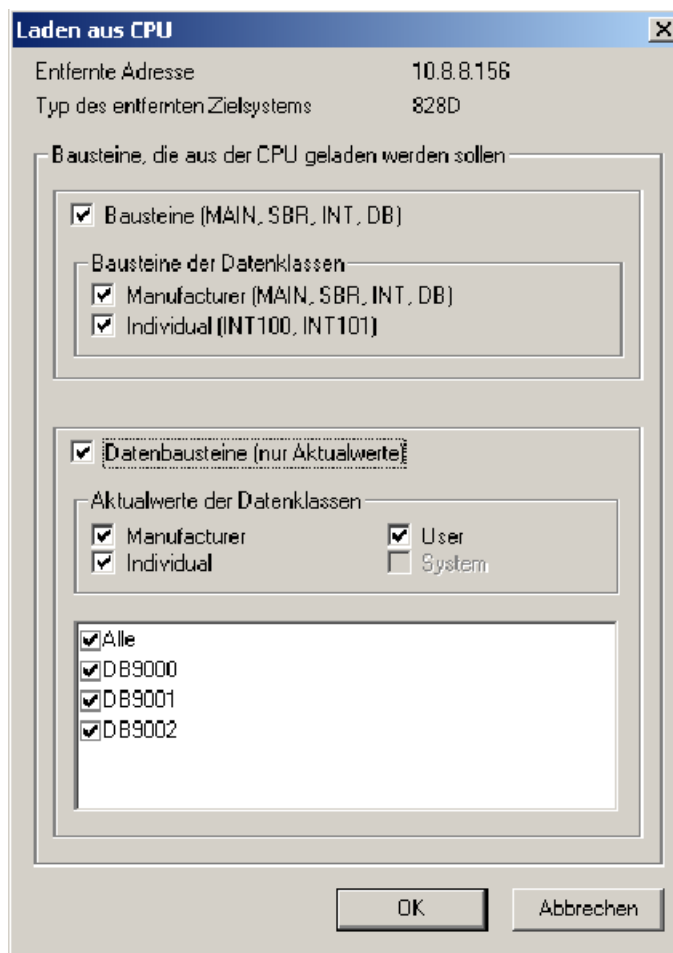 Laden aus CPU
Entfernte Adresse 10.8.8.156
Typ des entfernten Zielsystems 828D
Bausteine, die aus der CPU geladen werden sollen
Bausteine (MAIN, SBR, INT, DB)
Bausteine der Datenklassen
Manufacturer (MAIN, SBR, INT, DB)
Individual (INT100, INT101)
Datenbausteine (nur Aktualwerte)
Aktualwerte der Datenklassen
Manufacturer User
Individual System
Alle
DB9000
DB9001
DB9002
OK Abbrechen